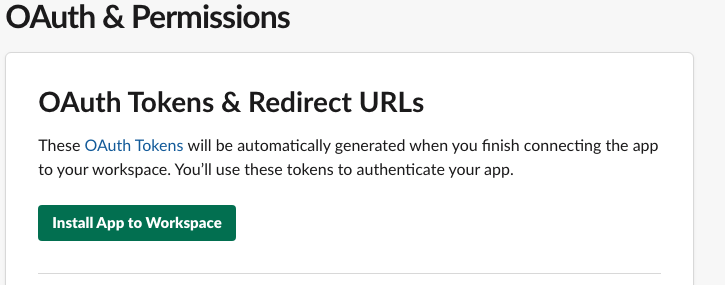 OAuth & Permissions
OAuth Tokens & Redirect URLs
These OAuth Tokens will be automatically generated when you finish connecting the app
to your workspace. You’ll use these tokens to authenticate your app.
Install App to Workspace